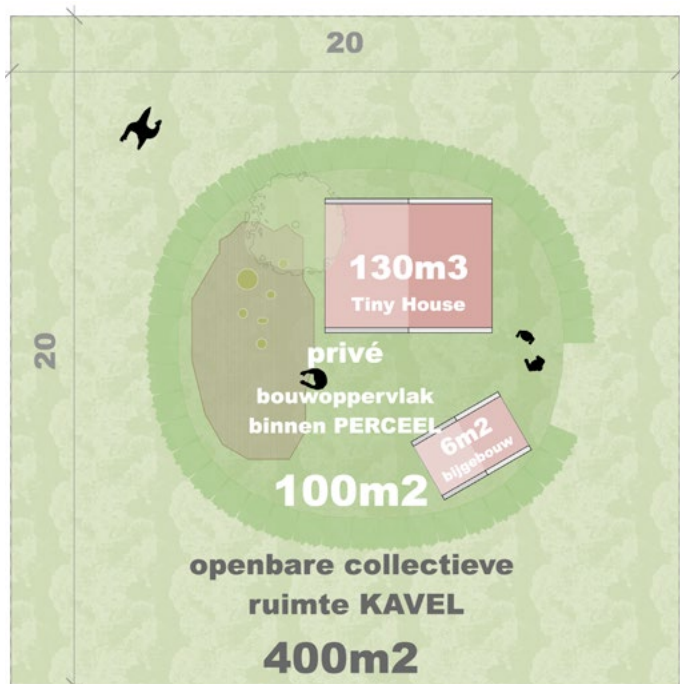 20
20
130m3
Tiny House
privé
bouwoppervlak
binnen PERCEEL
6m2
bijgebouw
100m2
openbare collectieve
ruimte KAVEL
400m2